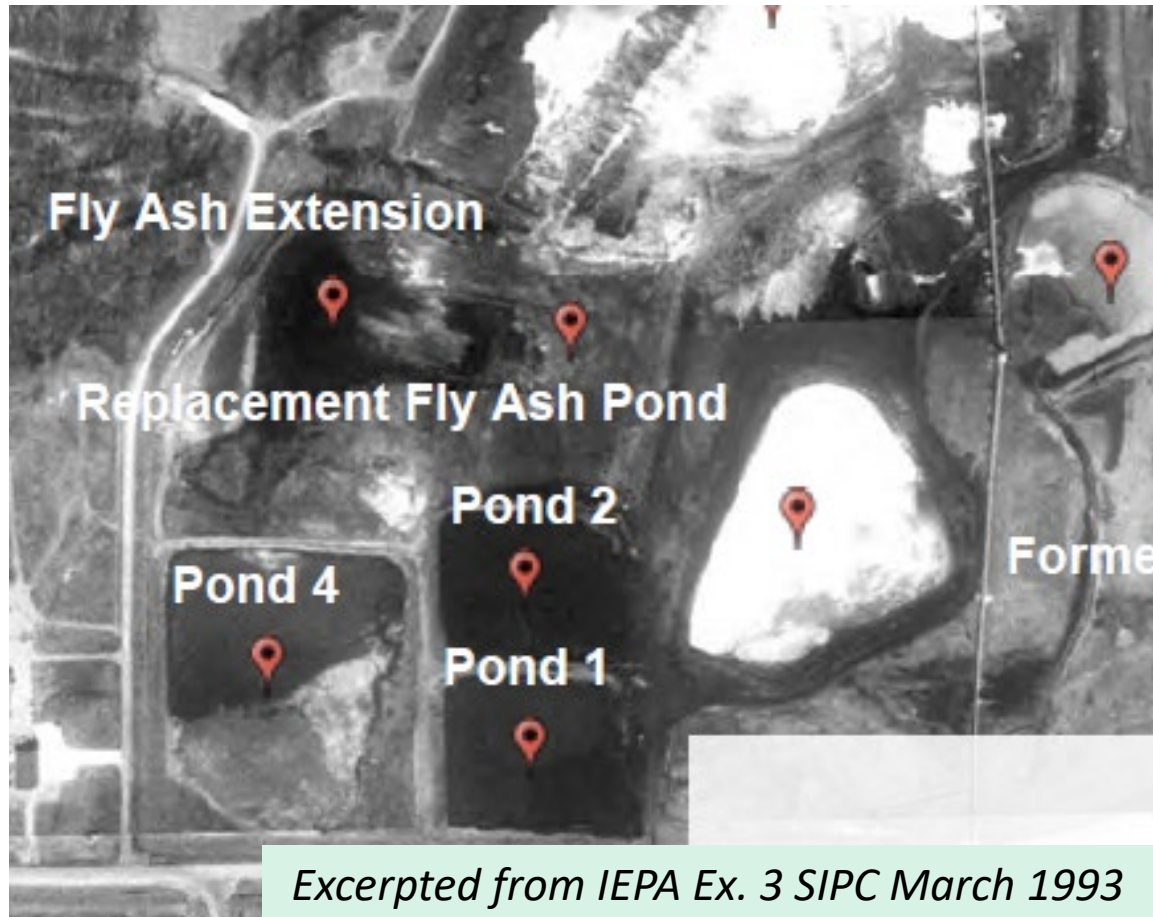 Fly Ash Extension
Replacement Fly Ash Pond
Pond 2
Forme
Pond 4
Pond 1
Excerpted from IEPA Ex. 3 SIPC March 1993